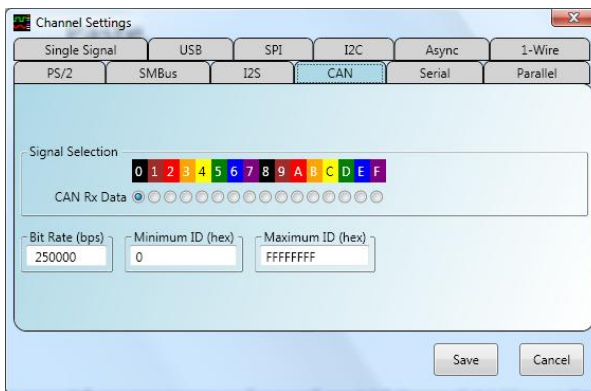 Channel Settings
Single Signal USB SPI I2C Async 1-Wire
PS/2 SMBus I2S CAN Serial Parallel
Signal Selection
0 1 2 3 4 5 6 7 8 9 A B C D E F
CAN Rx Data
Bit Rate (bps) Minimum ID (hex) Maximum ID (hex)
250000 0 FFFFFFFF
Save Cancel